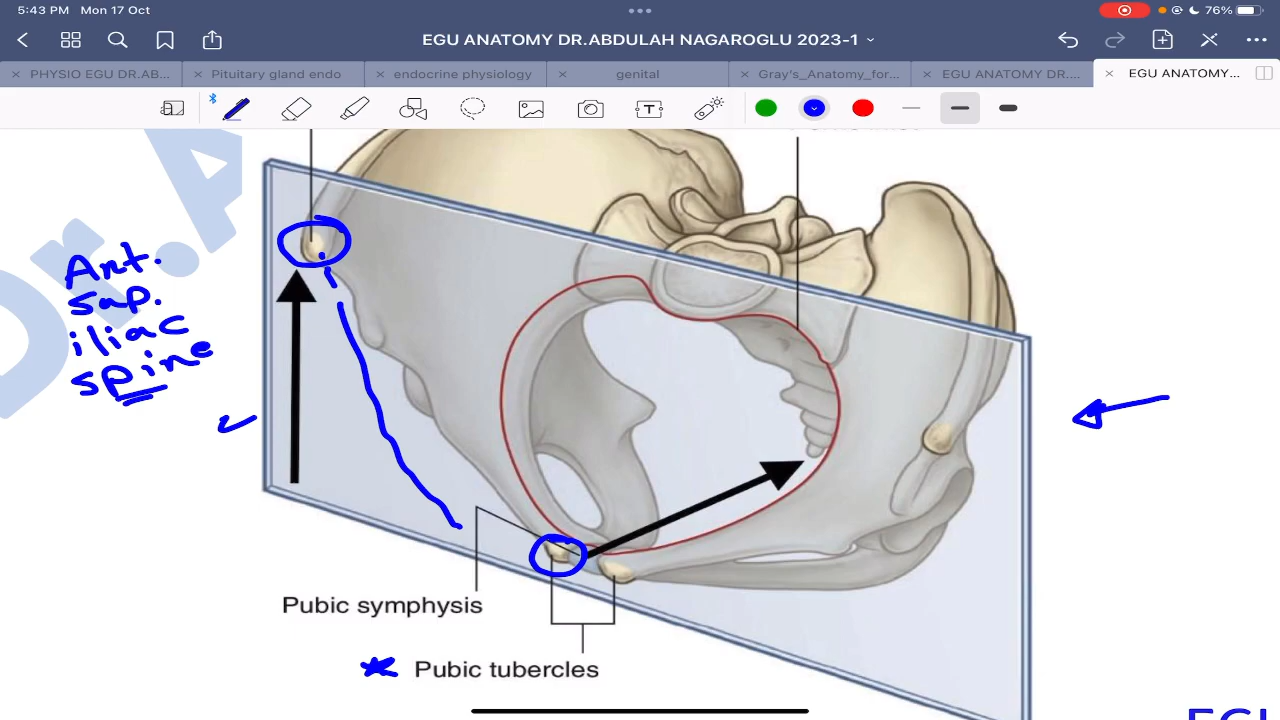 5:43 PM Mon 17 Oct
76%
EGU ANATOMY DR.ABDULAH NAGAROGLU 2023-1
PHYSIO EGU DR.AB...
Pituitary gland endo
endocrine physiology
genital
Gray's_Anatomy_for...
EGU ANATOMY DR....
EGU ANATOMY...
T
Dr.A
Ant.
sup.
iliac
spine
Pubic symphysis
Pubic tubercles
EGU